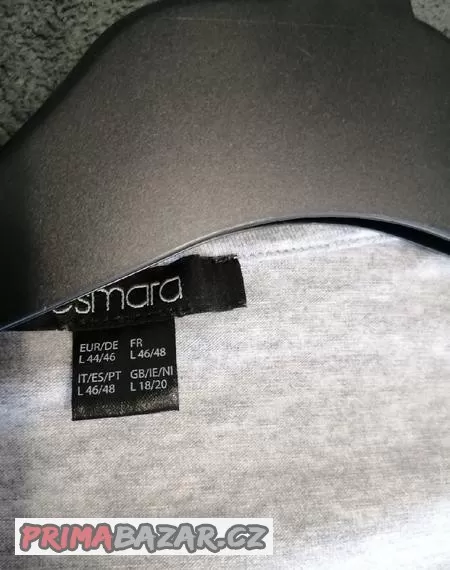 esmara
EUR/DE FR
L 44/46 L 46/48
IT/ES/PT GB/IE/NI
L 46/48 L 18/20
PRIMABAZAR.CZ